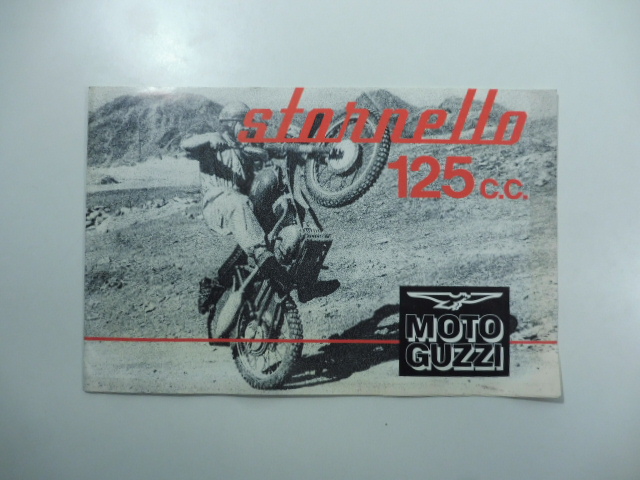 stornello
125 c.c.
MOTO
GUZZI